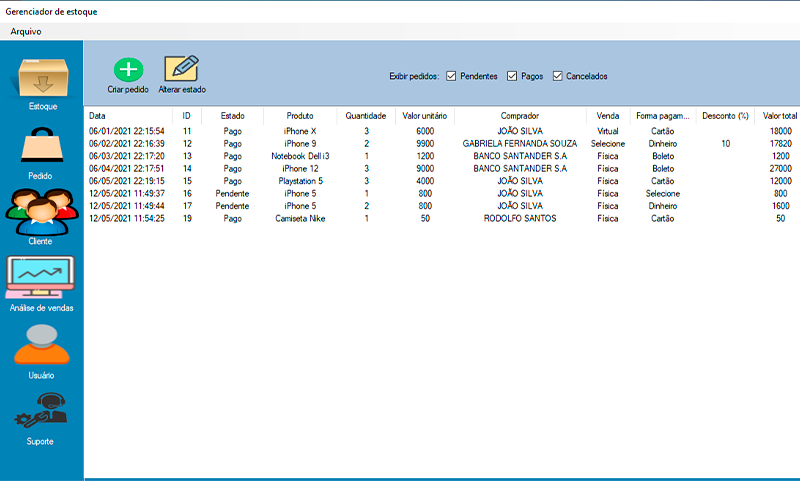 Gerenciador de estoque
Arquivo
Estoque
Pedido
Cliente
Análise de vendas
Usuário
Suporte
Criar pedido Alterar estado
Exibir pedidos: Pendentes Pagos Cancelados
Data ID Estado Produto Quantidade Valor unitário Comprador Venda Forma pagam... Desconto (%) Valor total
06/01/2021 22:15:54 11 Pago iPhone X 3 6000 JOÃO SILVA Virtual Cartão 18000
06/02/2021 22:16:39 12 Pago iPhone 9 2 9900 GABRIELA FERNANDA SOUZA Selecione Dinheiro 10 17820
06/03/2021 22:17:20 13 Pago Notebook Dell i3 1 1200 BANCO SANTANDER S.A Física Boleto 1200
06/04/2021 22:17:51 14 Pago iPhone 12 3 9000 BANCO SANTANDER S.A Física Boleto 27000
06/05/2021 22:19:15 15 Pago Playstation 5 3 4000 JOÃO SILVA Física Cartão 12000
12/05/2021 11:49:37 16 Pendente iPhone 5 1 800 JOÃO SILVA Física Selecione 800
12/05/2021 11:49:44 17 Pendente iPhone 5 2 800 JOÃO SILVA Física Dinheiro 1600
12/05/2021 11:54:25 19 Pago Camiseta Nike 1 50 RODOLFO SANTOS Física Cartão 50